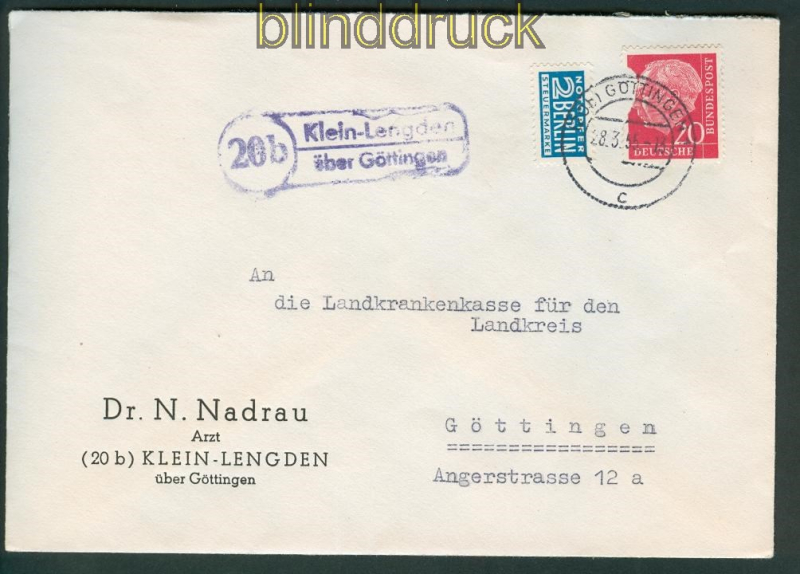 blinddruck
NOTOPFER
2 BERLIN
STEUERMARKE
20
DEUTSCHE
BUNDESPOST
GÖTTINGEN
c
20b
Klein-Lengden
über Göttingen
An
die Landkrankenkasse für den
Landkreis
Göttingen
=================
Angerstrasse 12 a
Dr. N. Nadrau
Arzt
(20 b) KLEIN-LENGDEN
über Göttingen